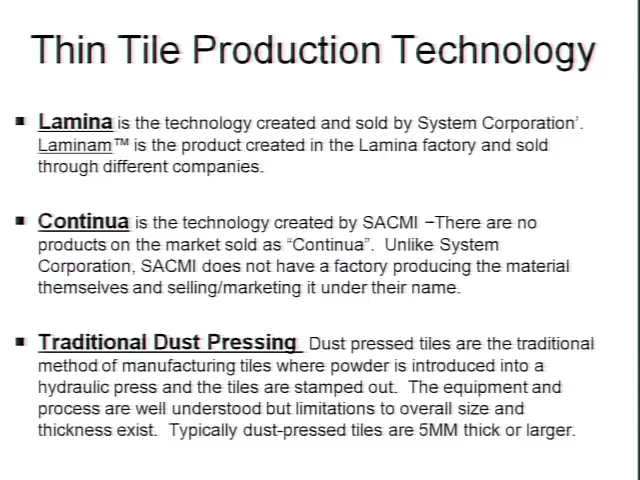 Thin Tile Production Technology
▪ Lamina is the technology created and sold by System Corporation’.
Laminam™ is the product created in the Lamina factory and sold
through different companies.
▪ Continua is the technology created by SACMI –There are no
products on the market sold as “Continua”. Unlike System
Corporation, SACMI does not have a factory producing the material
themselves and selling/marketing it under their name.
▪ Traditional Dust Pressing Dust pressed tiles are the traditional
method of manufacturing tiles where powder is introduced into a
hydraulic press and the tiles are stamped out. The equipment and
process are well understood but limitations to overall size and
thickness exist. Typically dust-pressed tiles are 5MM thick or larger.